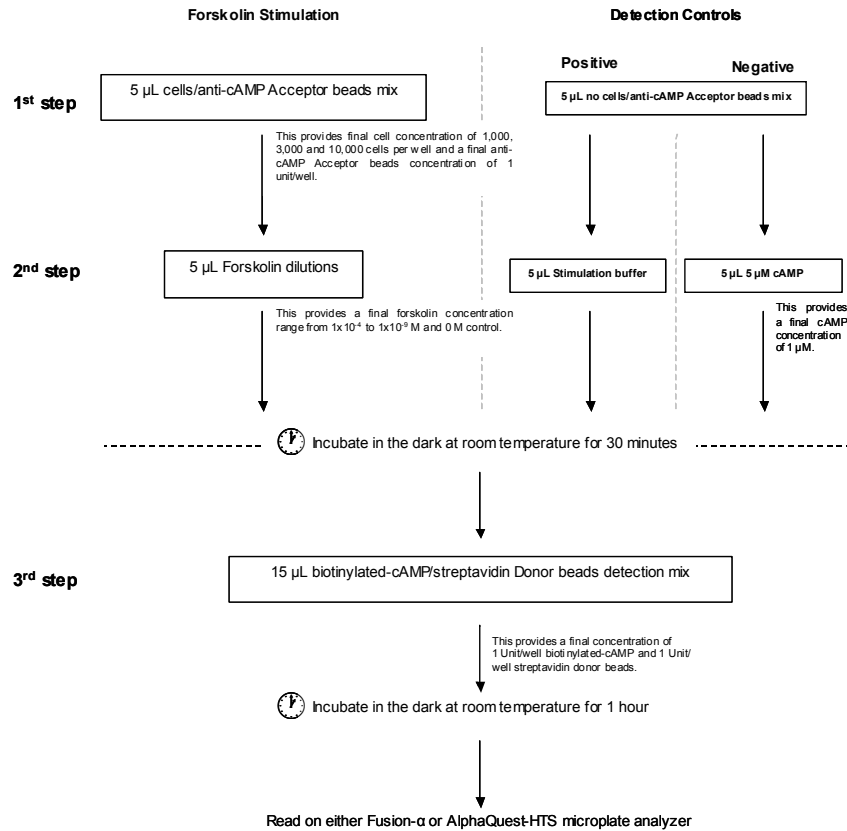 Forskolin Stimulation
Detection Controls
Positive
Negative
1st step
5 µL cells/anti-cAMP Acceptor beads mix
5 µL no cells/anti-cAMP Acceptor beads mix
This provides final cell concentration of 1,000,
3,000 and 10,000 cells per well and a final anti-
cAMP Acceptor beads concentration of 1
unit/well.
2nd step
5 µL Forskolin dilutions
5 µL Stimulation buffer
5 µL 5 µM cAMP
This provides a final forskolin concentration
range from 1x10-4 to 1x10-9 M and 0 M control.
This provides
a final cAMP
concentration
of 1 µM.
Incubate in the dark at room temperature for 30 minutes
3rd step
15 µL biotinylated-cAMP/streptavidin Donor beads detection mix
This provides a final concentration of
1 Unit/well biotinylated-cAMP and 1 Unit/
well streptavidin donor beads.
Incubate in the dark at room temperature for 1 hour
Read on either Fusion-α or AlphaQuest-HTS microplate analyzer